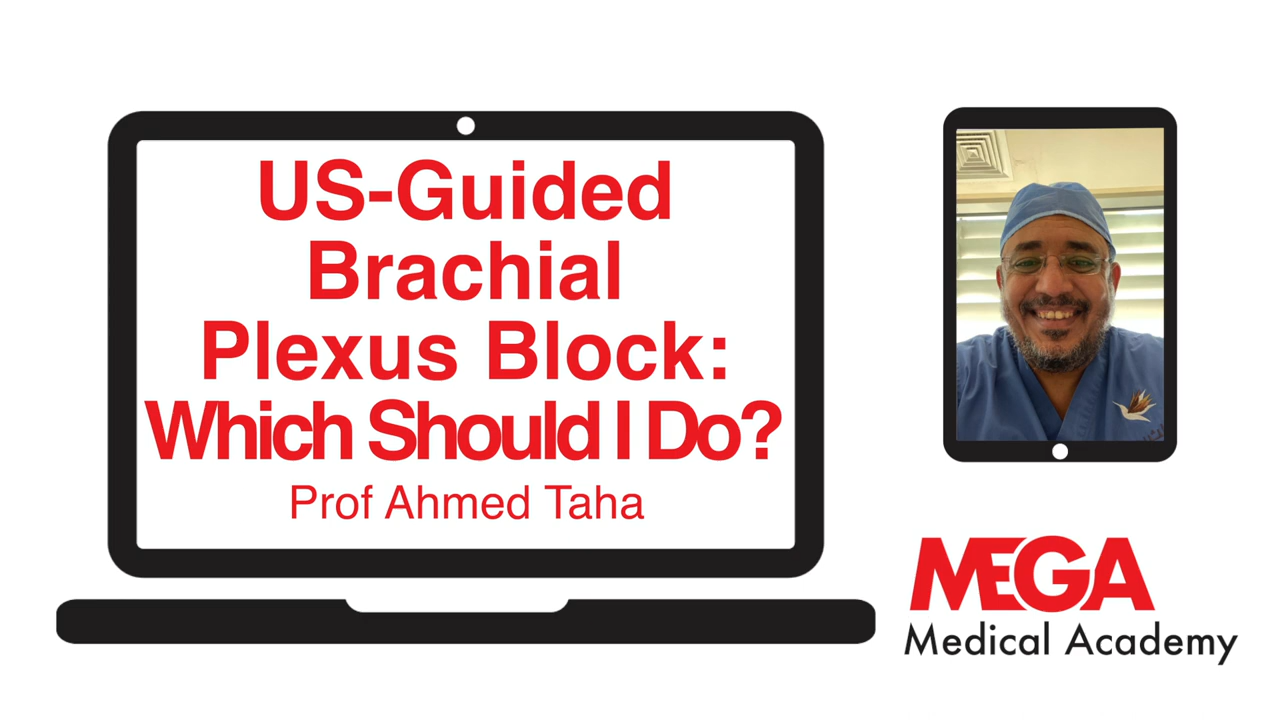 US-Guided
Brachial
Plexus Block:
Which Should I Do?
Prof Ahmed Taha
MEGA
Medical Academy